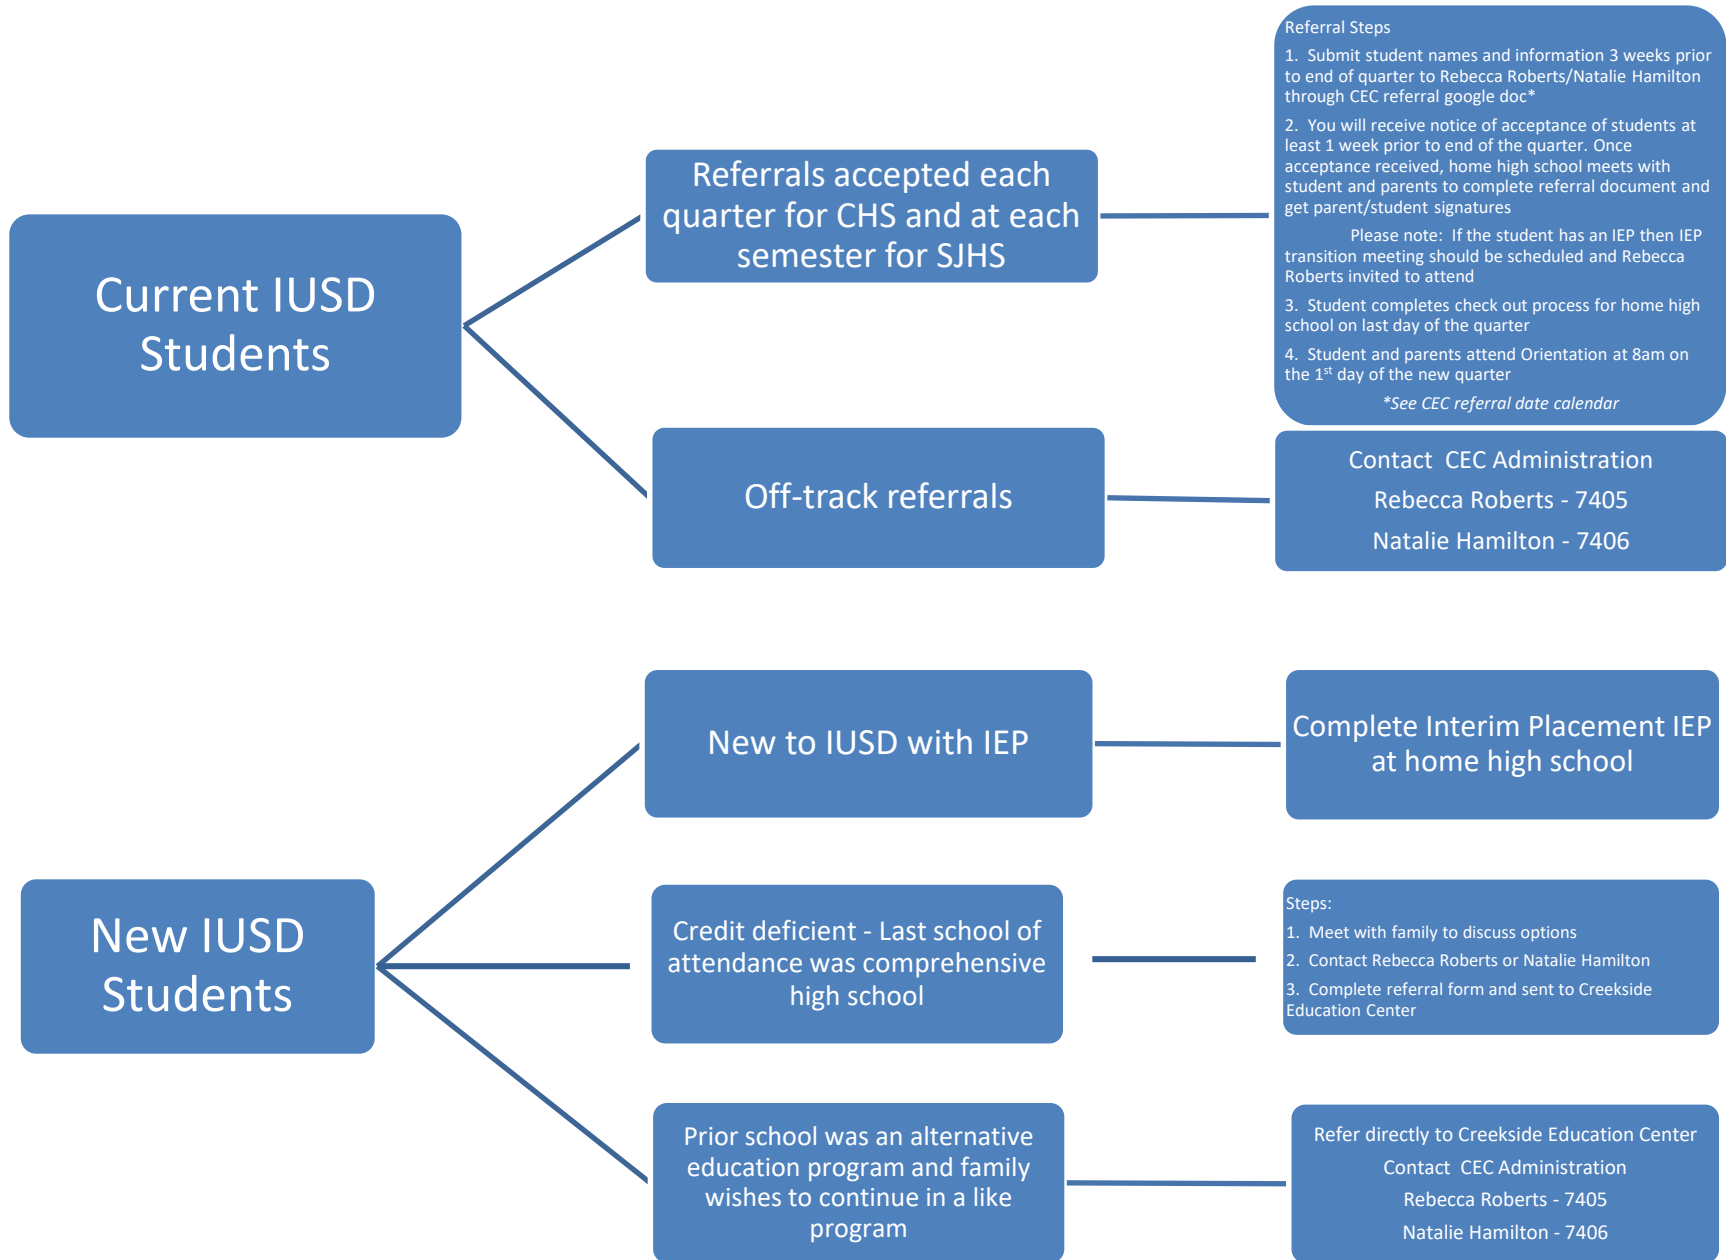 Current IUSD
Students
Referrals accepted each
quarter for CHS and at each
semester for SJHS
Referral Steps
1. Submit student names and information 3 weeks prior
to end of quarter to Rebecca Roberts/Natalie Hamilton
through CEC referral google doc*
2. You will receive notice of acceptance of students at
least 1 week prior to end of the quarter. Once
acceptance received, home high school meets with
student and parents to complete referral document and
get parent/student signatures
Please note: If the student has an IEP then IEP
transition meeting should be scheduled and Rebecca
Roberts invited to attend
3. Student completes check out process for home high
school on last day of the quarter
4. Student and parents attend Orientation at 8am on
the 1st day of the new quarter
*See CEC referral date calendar
Off-track referrals
Contact CEC Administration
Rebecca Roberts - 7405
Natalie Hamilton - 7406
New IUSD
Students
New to IUSD with IEP
Complete Interim Placement IEP
at home high school
Credit deficient - Last school of
attendance was comprehensive
high school
Steps:
1. Meet with family to discuss options
2. Contact Rebecca Roberts or Natalie Hamilton
3. Complete referral form and sent to Creekside
Education Center
Prior school was an alternative
education program and family
wishes to continue in a like
program
Refer directly to Creekside Education Center
Contact CEC Administration
Rebecca Roberts - 7405
Natalie Hamilton - 7406